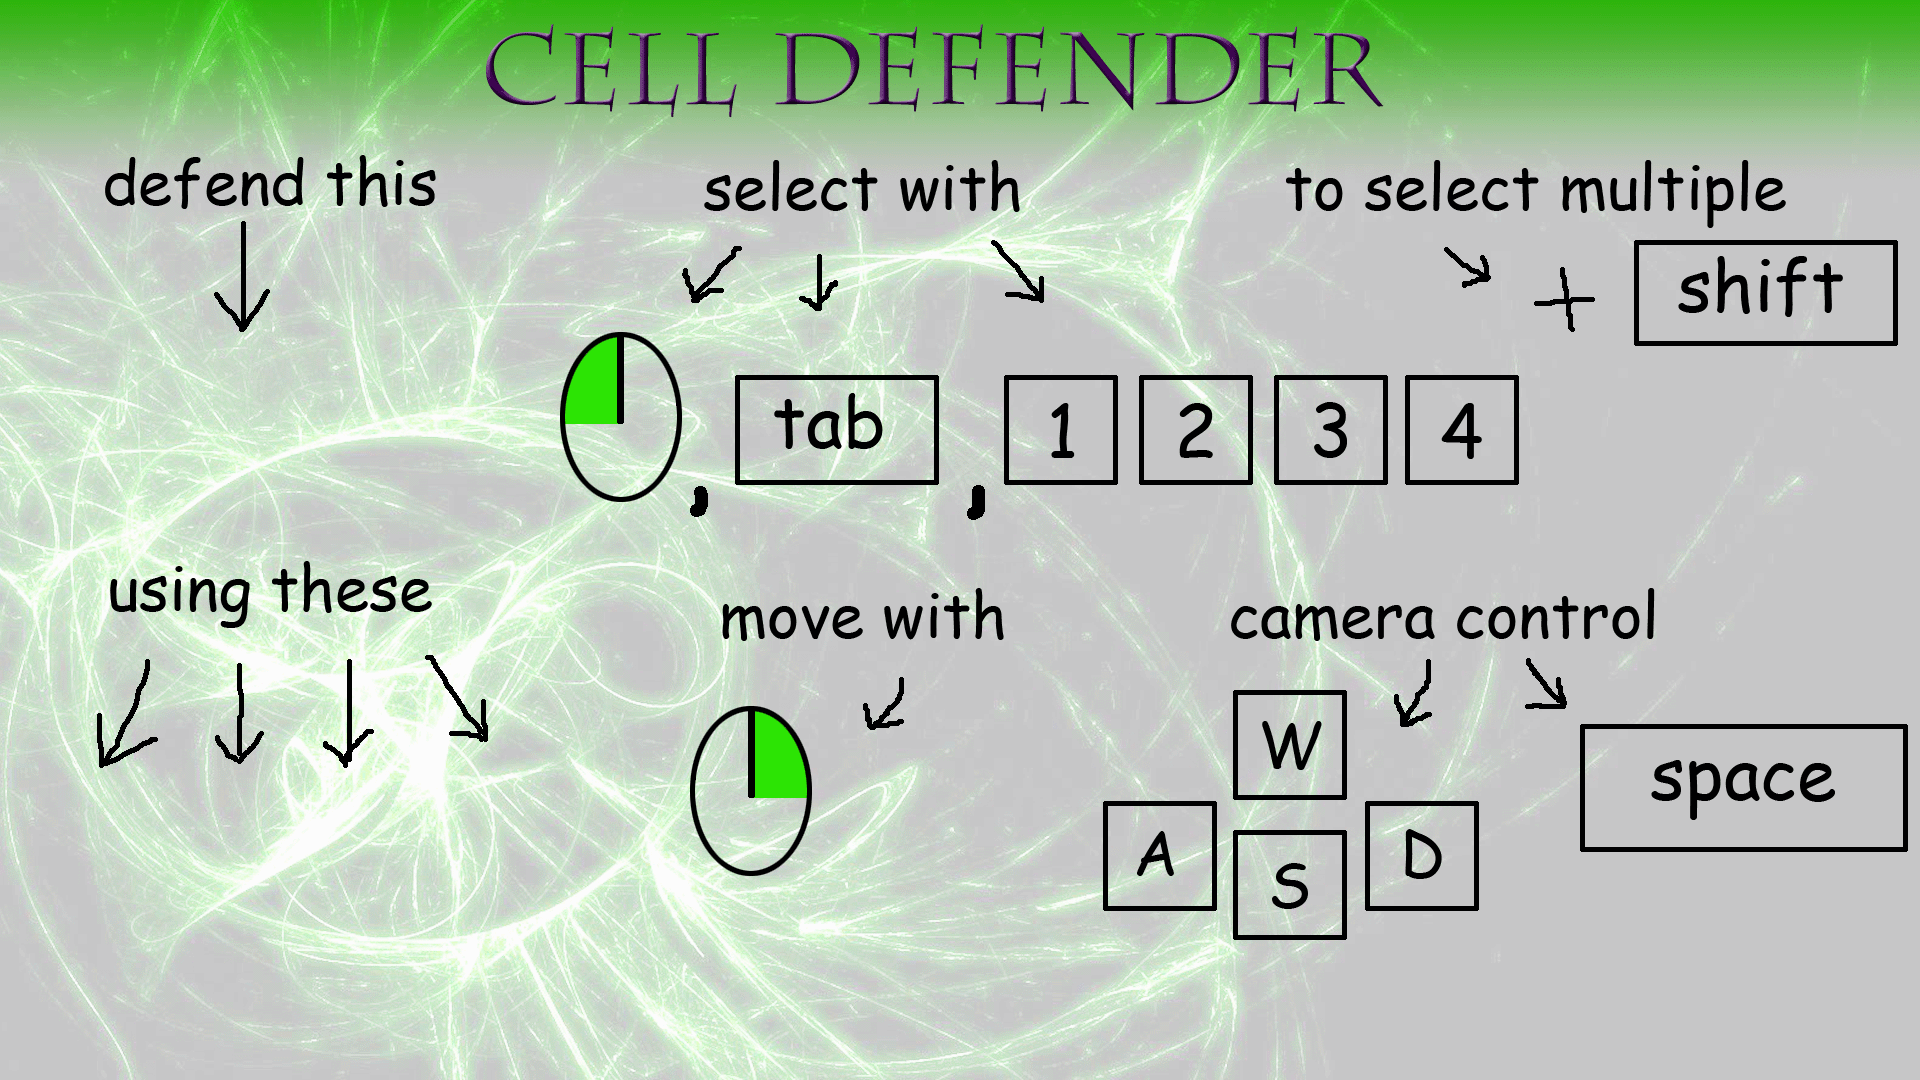 CELL DEFENDER
defend this
select with
to select multiple
+ shift
, tab , 1 2 3 4
using these
move with
camera control
W
A S D
space